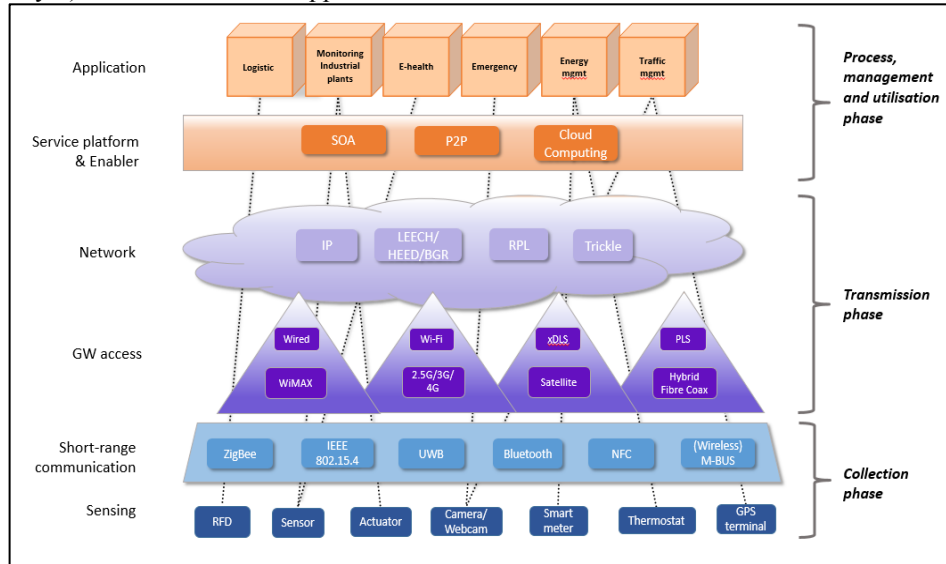 Application
Logistic
Monitoring
Industrial
plants
E-health
Emergency
Energy
mgmt
Traffic
mgmt
Process,
management
and utilisation
phase
Service platform
& Enabler
SOA
P2P
Cloud
Computing
Network
IP
LEECH/
HEED/BGR
RPL
Trickle
Transmission
phase
GW access
Wired
WiMAX
Wi-Fi
2.5G/3G/
4G
xDLS
Satellite
PLS
Hybrid
Fibre Coax
Short-range
communication
ZigBee
IEEE
802.15.4
UWB
Bluetooth
NFC
(Wireless)
M-BUS
Collection
phase
Sensing
RFD
Sensor
Actuator
Camera/
Webcam
Smart
meter
Thermostat
GPS
terminal